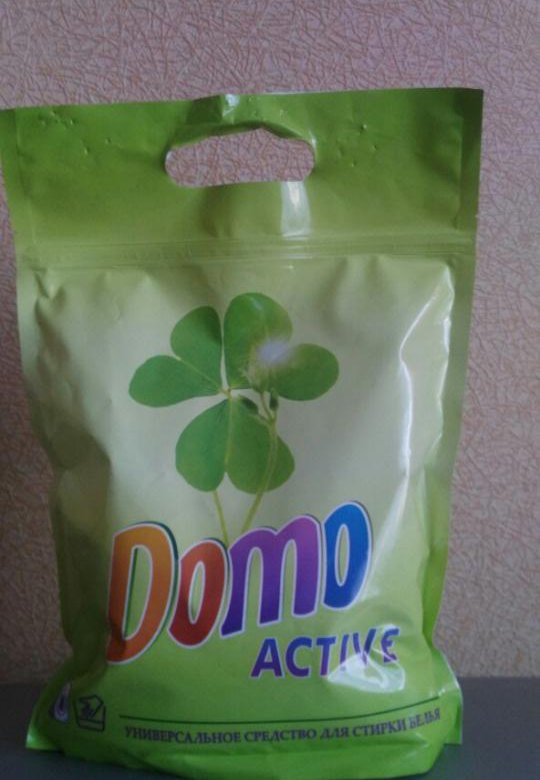 Domo
ACTIVE
УНИВЕРСАЛЬНОЕ СРЕДСТВО ДЛЯ СТИРКИ БЕЛЬЯ